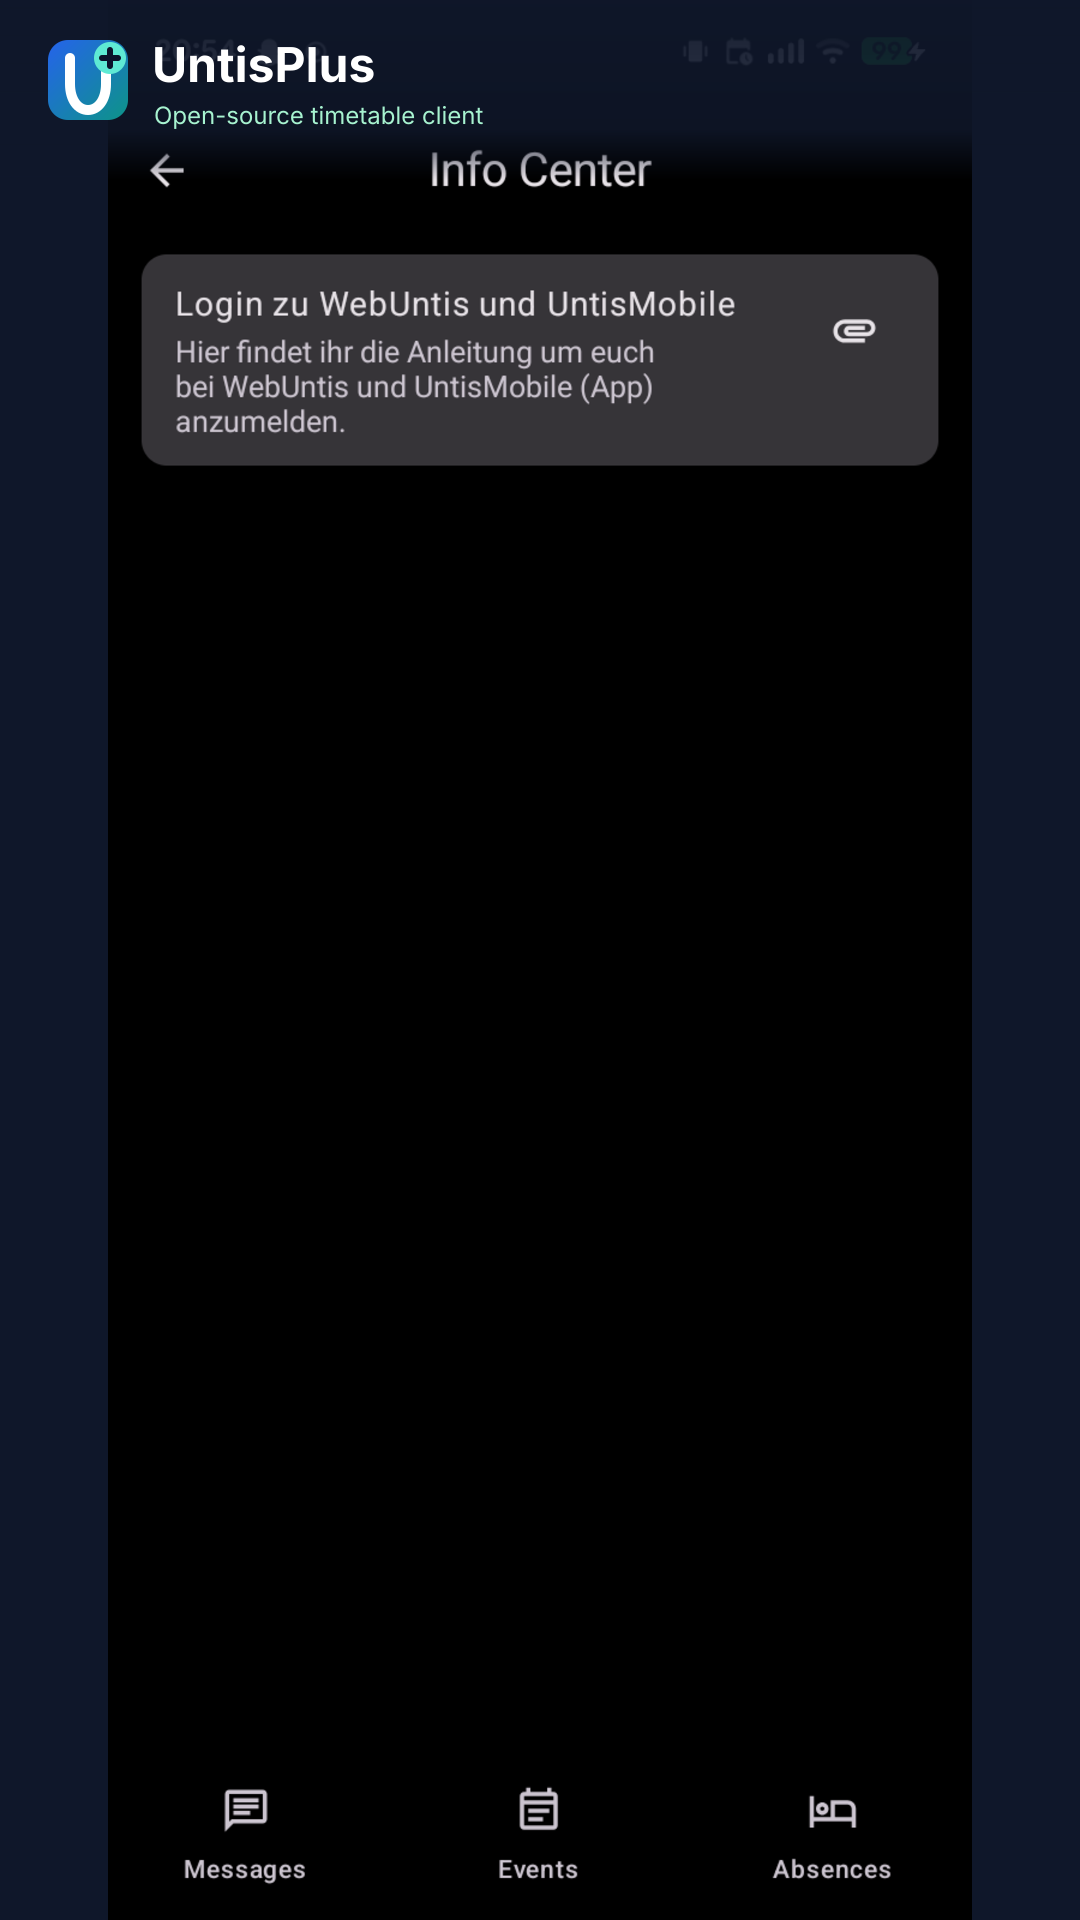 UntisPlus
Open-source timetable client
99
Info Center
Login zu WebUntis und UntisMobile
Hier findet ihr die Anleitung um euch
bei WebUntis und UntisMobile (App)
anzumelden.
Messages
Events
Absences